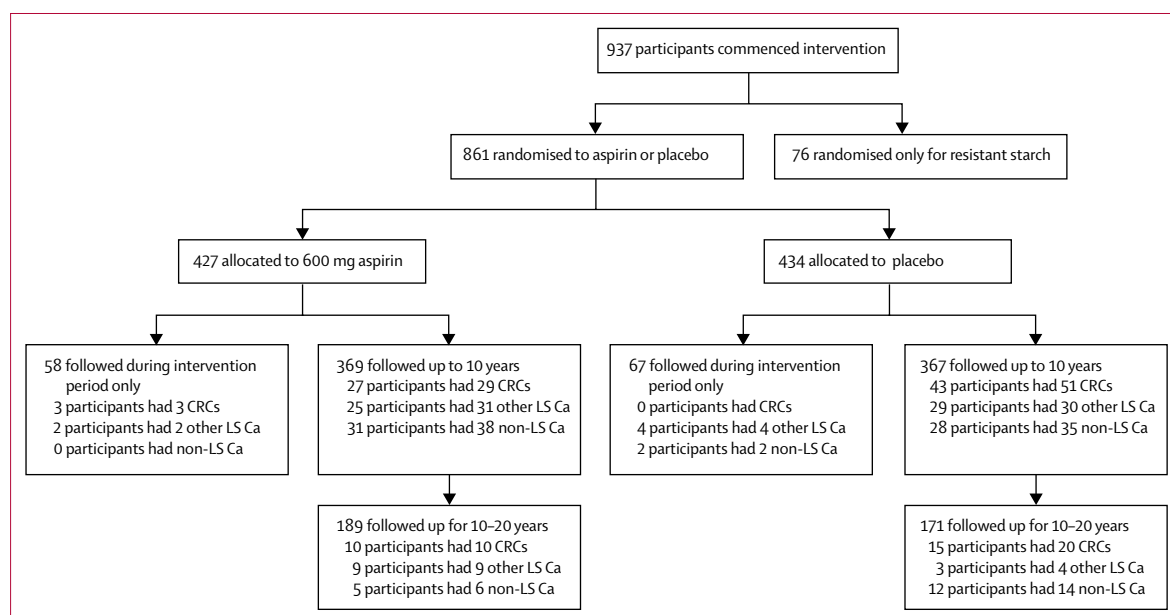 937 participants commenced intervention
861 randomised to aspirin or placebo
76 randomised only for resistant starch
427 allocated to 600 mg aspirin
434 allocated to placebo
58 followed during intervention
period only
3 participants had 3 CRCs
2 participants had 2 other LS Ca
0 participants had non-LS Ca
369 followed up to 10 years
27 participants had 29 CRCs
25 participants had 31 other LS Ca
31 participants had 38 non-LS Ca
67 followed during intervention
period only
0 participants had CRCs
4 participants had 4 other LS Ca
2 participants had 2 non-LS Ca
367 followed up to 10 years
43 participants had 51 CRCs
29 participants had 30 other LS Ca
28 participants had 35 non-LS Ca
189 followed up for 10–20 years
10 participants had 10 CRCs
9 participants had 9 other LS Ca
5 participants had 6 non-LS Ca
171 followed up for 10–20 years
15 participants had 20 CRCs
3 participants had 4 other LS Ca
12 participants had 14 non-LS Ca